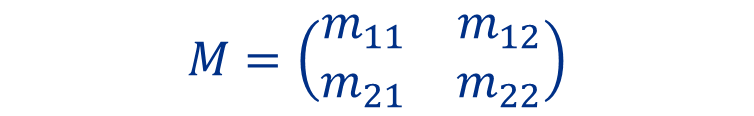 M = (m₁₁ m₁₂
m₂₁ m₂₂)